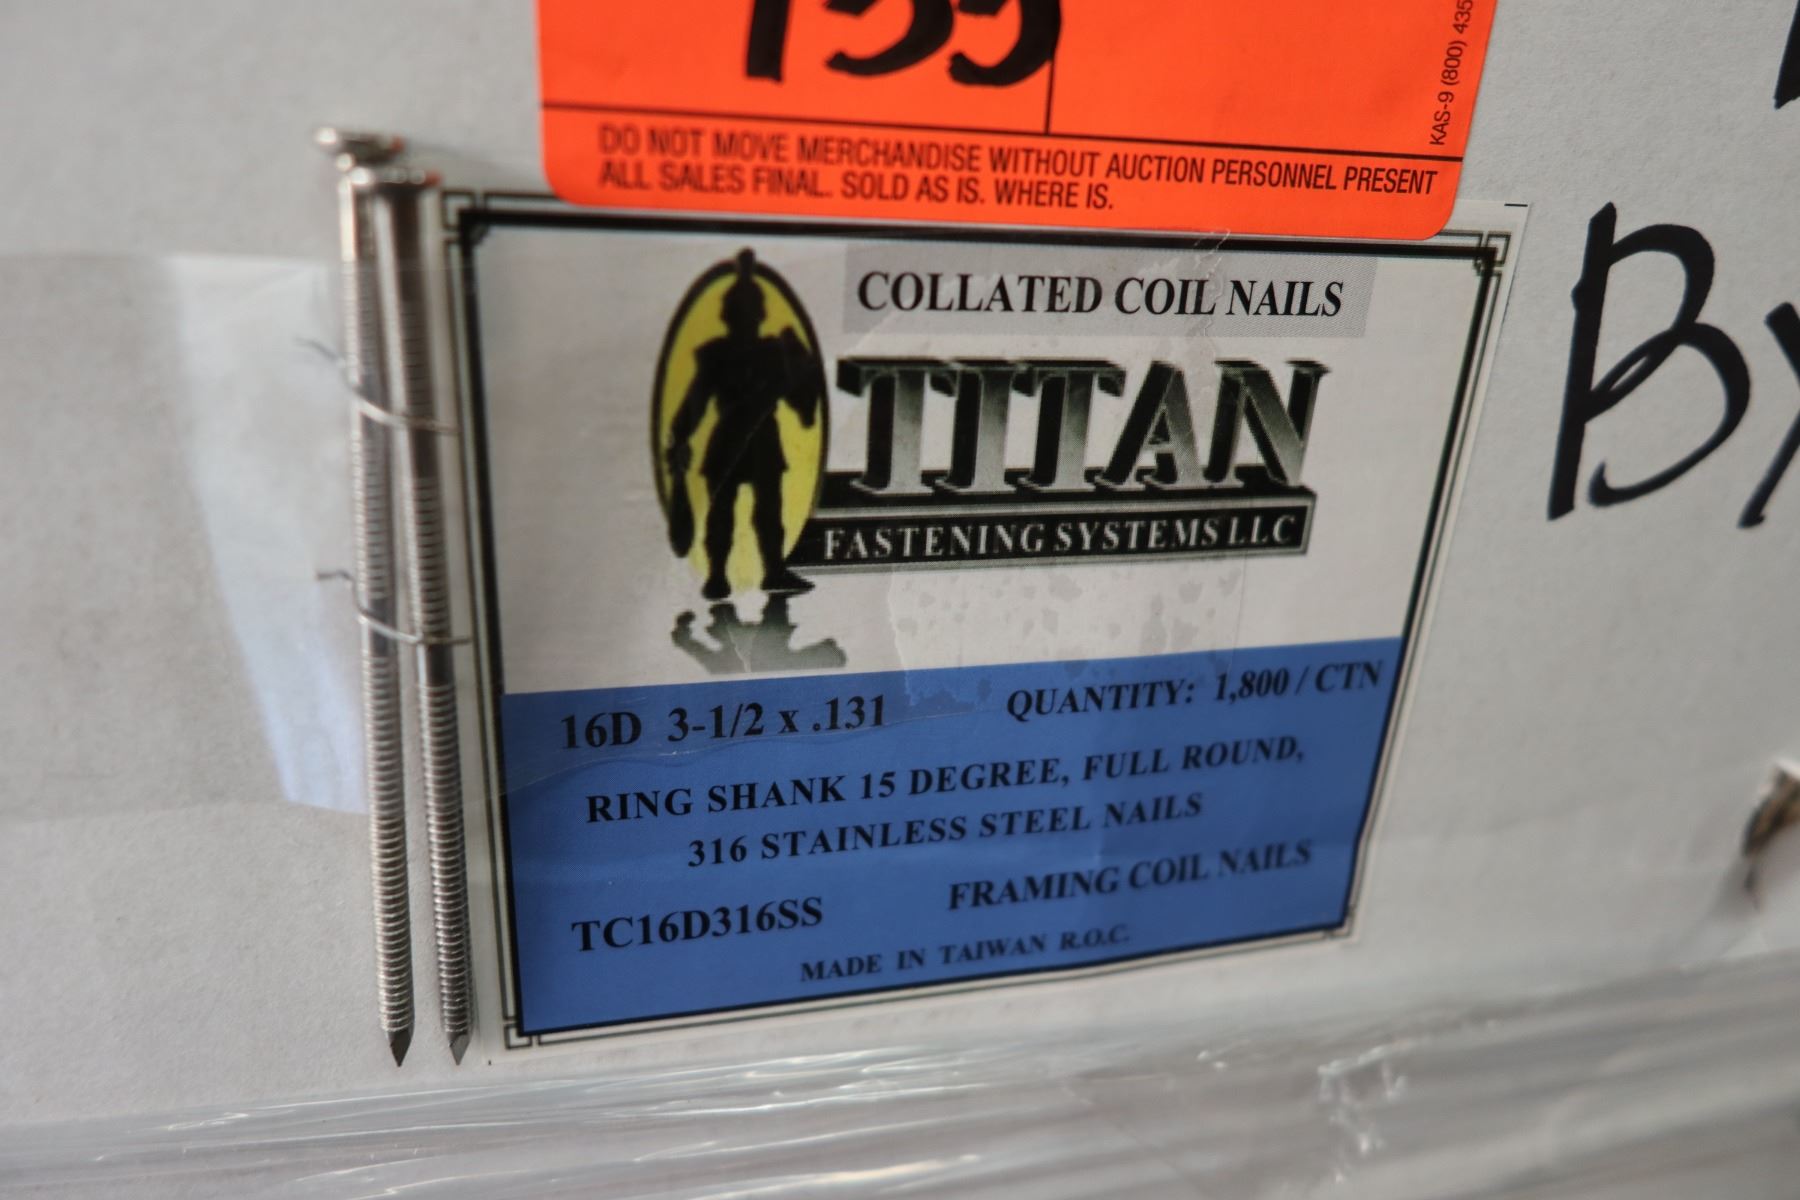 KAS-9 (800) 435
DO NOT MOVE MERCHANDISE WITHOUT AUCTION PERSONNEL PRESENT
ALL SALES FINAL. SOLD AS IS. WHERE IS.
COLLATED COIL NAILS
TITAN
FASTENING SYSTEMS LLC
16D 3-1/2 x .131 QUANTITY: 1,800 / CTN
RING SHANK 15 DEGREE, FULL ROUND,
316 STAINLESS STEEL NAILS
TC16D316SS FRAMING COIL NAILS
MADE IN TAIWAN R.O.C.